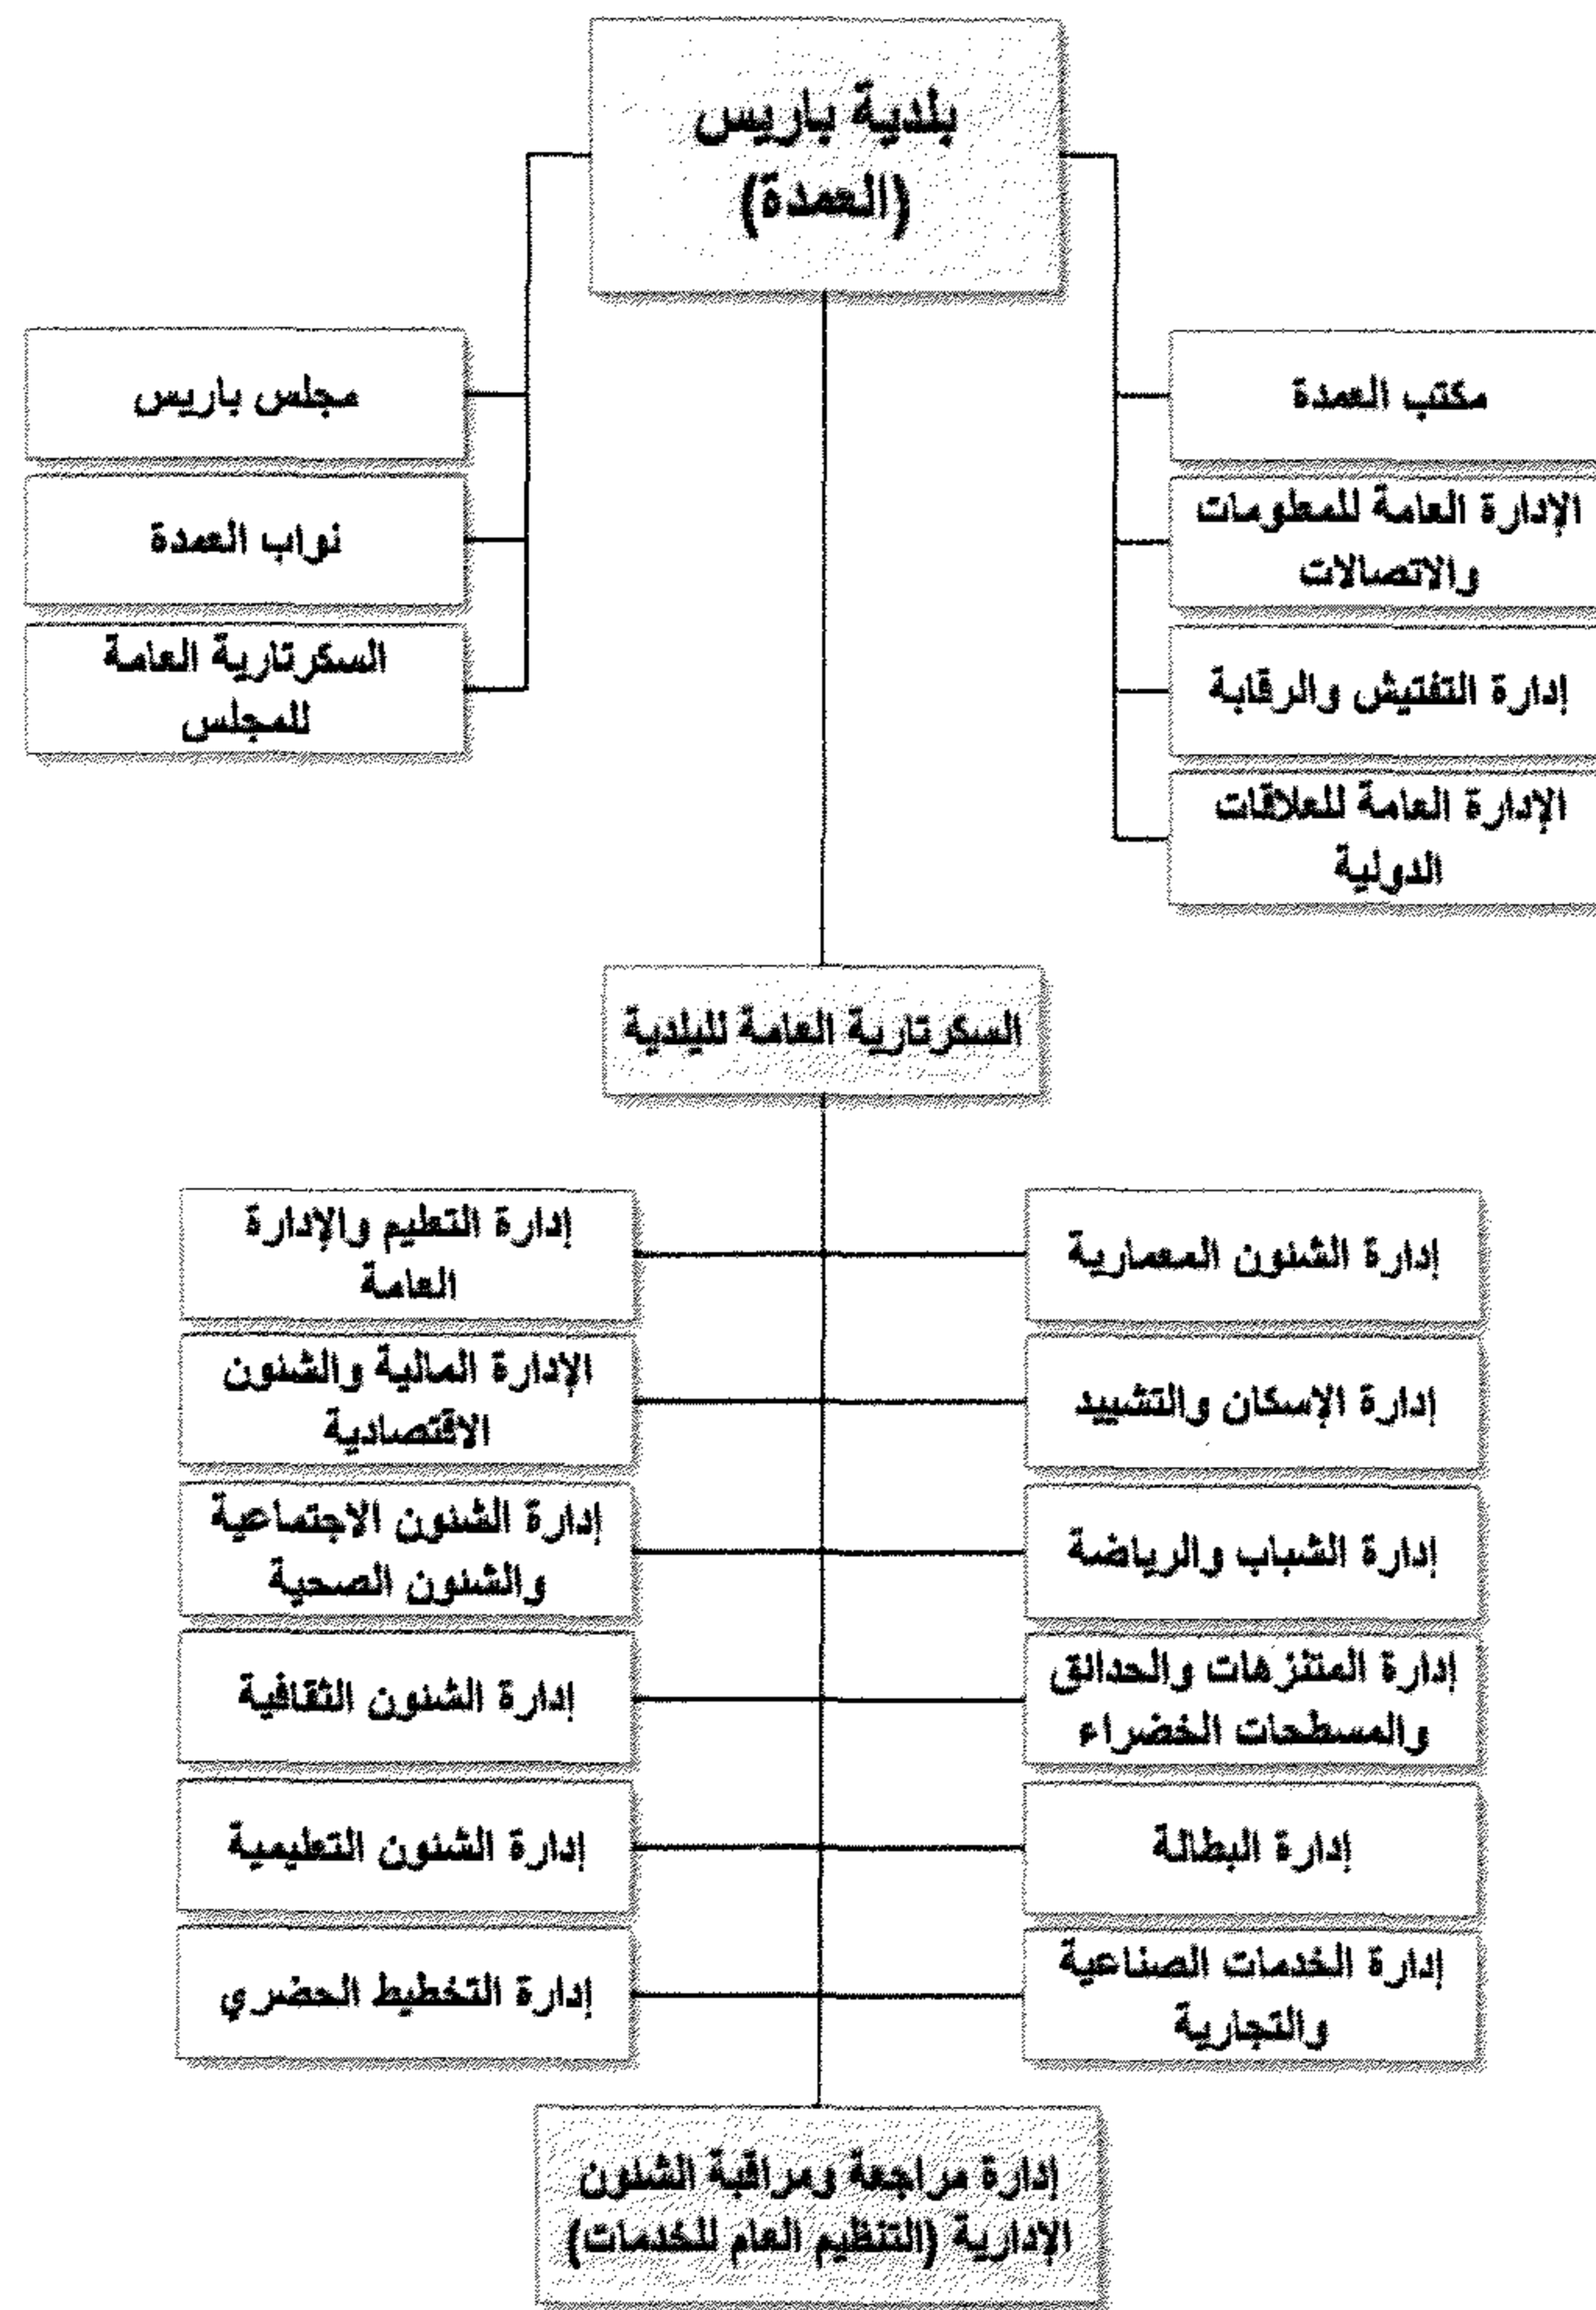 بلدية باريس
(العمدة)
مكتب العمدة
الإدارة العامة للمعلومات
والاتصالات
إدارة التفتيش والرقابة
الإدارة العامة للعلاقات
الدولية
مجلس باريس
نواب العمدة
السكرتارية العامة
للمجلس
السكرتارية العامة للبلدية
إدارة الشئون المعمارية
إدارة الإسكان والتشييد
إدارة الشباب والرياضة
إدارة المتنزهات والحدائق
والمسطحات الخضراء
إدارة البطالة
إدارة الخدمات الصناعية
والتجارية
إدارة التعليم والإدارة
العامة
الإدارة المالية والشئون
الاقتصادية
إدارة الشئون الاجتماعية
والشئون الصحية
إدارة الشئون الثقافية
إدارة الشئون التعليمية
إدارة التخطيط الحضري
إدارة مراجعة ومراقبة الشئون
الإدارية (التنظيم العام للخدمات)